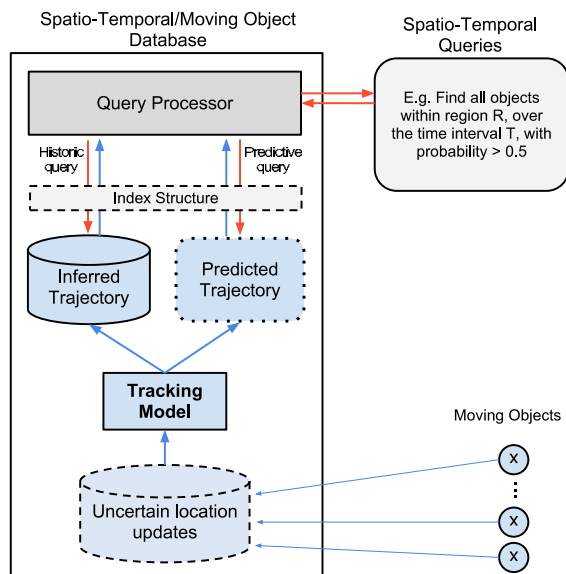 Spatio-Temporal/Moving Object
Database
Spatio-Temporal
Queries
Query Processor
E.g. Find all objects
within region R, over
the time interval T, with
probability > 0.5
Historic
query
Predictive
query
Index Structure
Inferred
Trajectory
Predicted
Trajectory
Tracking
Model
Moving Objects
X
X
X
Uncertain location
updates